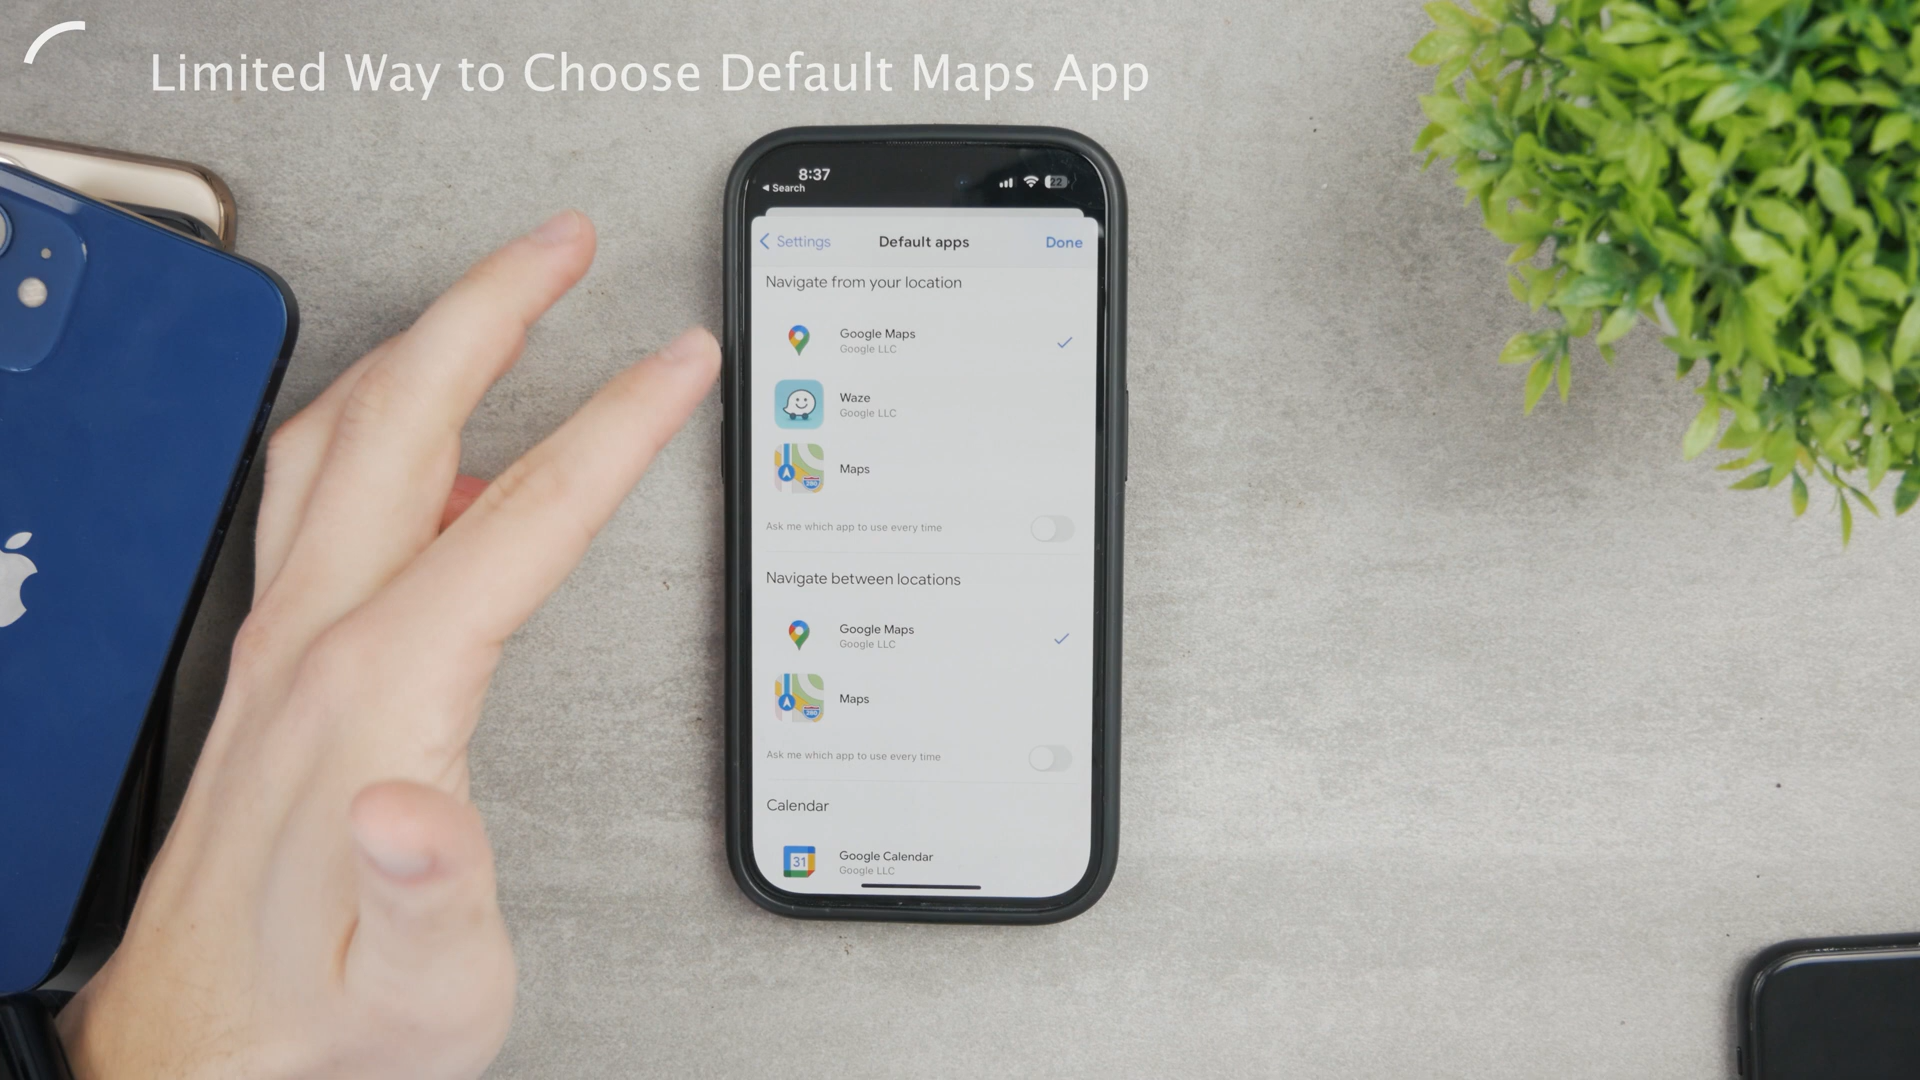 Limited Way to Choose Default Maps App
8:37
22
Search
Settings
Default apps
Done
Navigate from your location
Google Maps
Google LLC
Waze
Google LLC
280
Maps
Ask me which app to use every time
Navigate between locations
Google Maps
Google LLC
280
Maps
Ask me which app to use every time
Calendar
31
Google Calendar
Google LLC